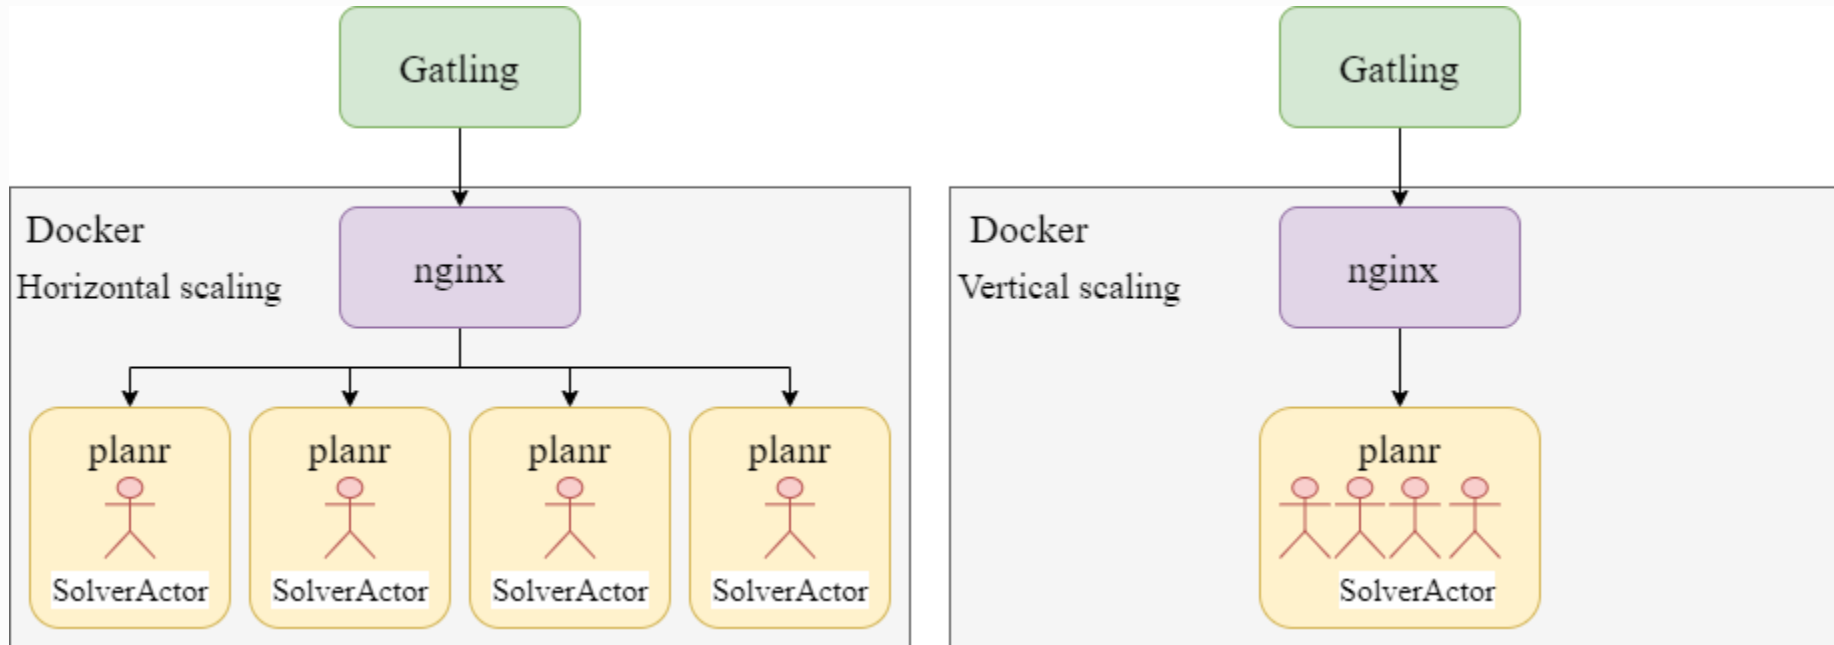 Gatling
Docker
Horizontal scaling
nginx
planr
SolverActor
planr
SolverActor
planr
SolverActor
planr
SolverActor
Gatling
Docker
Vertical scaling
nginx
planr
SolverActor